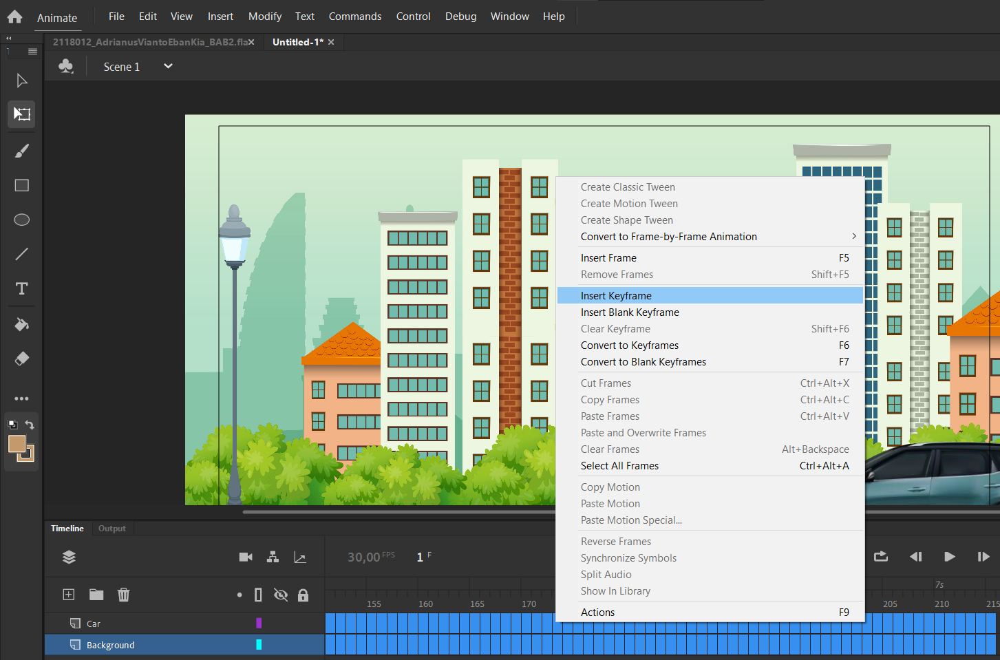 Animate File Edit View Insert Modify Text Commands Control Debug Window Help
2118012_AdrianusViantoEbanKia_BAB2.fla× Untitled-1* ×
Scene 1
Create Classic Tween
Create Motion Tween
Create Shape Tween
Convert to Frame-by-Frame Animation
Insert Frame F5
Remove Frames Shift+F5
Insert Keyframe
Insert Blank Keyframe
Clear Keyframe Shift+F6
Convert to Keyframes F6
Convert to Blank Keyframes F7
Cut Frames Ctrl+Alt+X
Copy Frames Ctrl+Alt+C
Paste Frames Ctrl+Alt+V
Paste and Overwrite Frames
Clear Frames Alt+Backspace
Select All Frames Ctrl+Alt+A
Copy Motion
Paste Motion
Paste Motion Special...
Reverse Frames
Synchronize Symbols
Split Audio
Show In Library
Actions F9
Timeline Output
30,00 FPS 1 F
7s
155 160 165 170 205 210 215
Car
Background